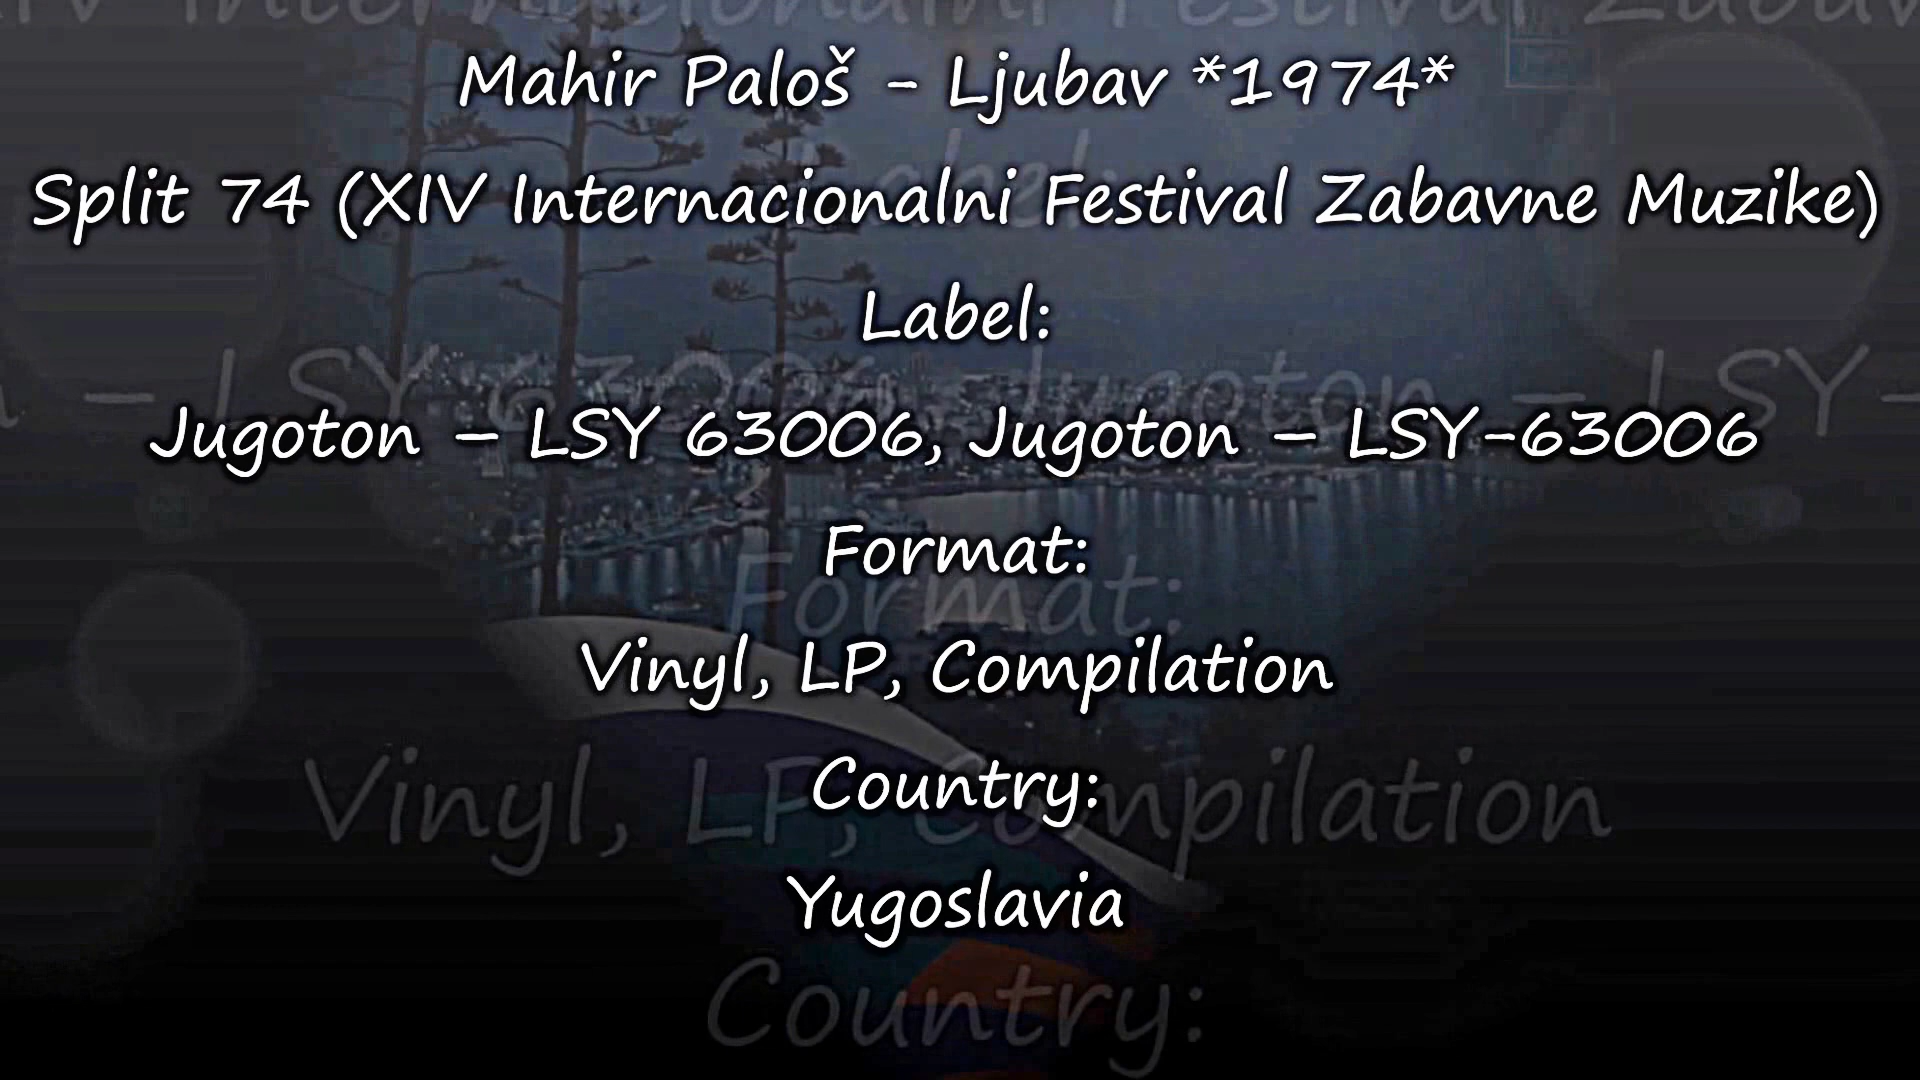 Mahir Paloš - Ljubav *1974*
Split 74 (XIV Internacionalni Festival Zabavne Muzike)
Label:
Jugoton – LSY 63006, Jugoton – LSY-63006
Format:
Vinyl, LP, Compilation
Country:
Yugoslavia